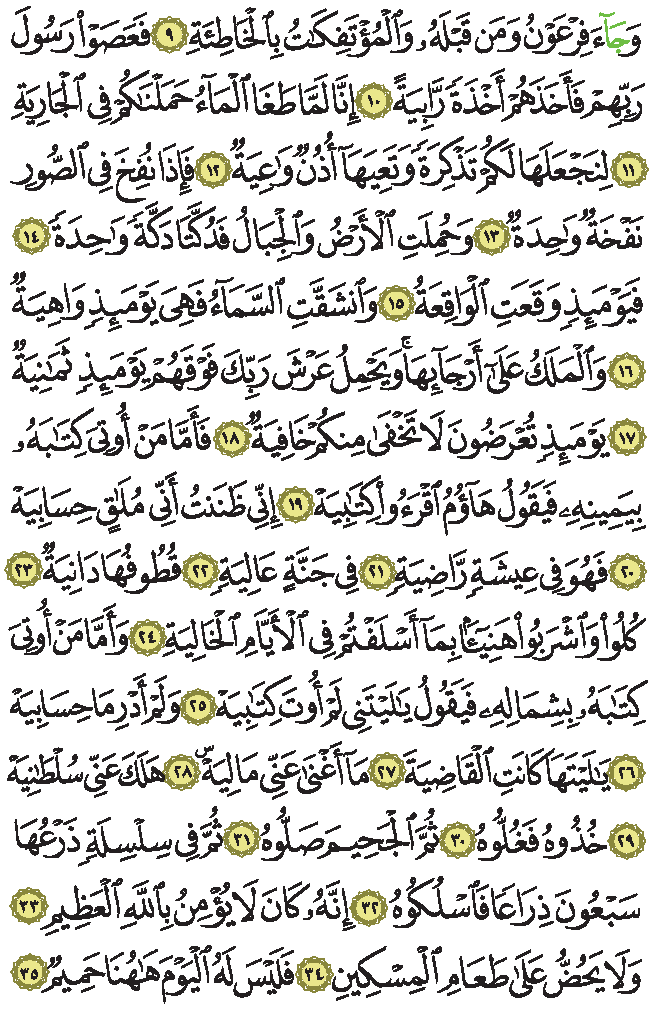 وَجَآءَ فِرْعَوْنُ وَمَن قَبْلَهُۥ وَٱلْمُؤْتَفِكَـٰتُ بِٱلْخَاطِئَةِ ٩ فَعَصَوْا۟ رَسُولَ
رَبِّهِمْ فَأَخَذَهُمْ أَخْذَةً رَّابِيَةً ١٠ إِنَّا لَمَّا طَغَا ٱلْمَآءُ حَمَلْنَـٰكُمْ فِى ٱلْجَارِيَةِ
١١ لِنَجْعَلَهَا لَكُمْ تَذْكِرَةً وَتَعِيَهَآ أُذُنٌ وَٰعِيَةٌ ١٢ فَإِذَا نُفِخَ فِى ٱلصُّورِ
نَفْخَةٌ وَٰحِدَةٌ ١٣ وَحُمِلَتِ ٱلْأَرْضُ وَٱلْجِبَالُ فَدُكَّتَا دَكَّةً وَٰحِدَةً ١٤
فَيَوْمَئِذٍ وَقَعَتِ ٱلْوَاقِعَةُ ١٥ وَٱنشَقَّتِ ٱلسَّمَآءُ فَهِىَ يَوْمَئِذٍ وَاهِيَةٌ
١٦ وَٱلْمَلَكُ عَلَىٰٓ أَرْجَآئِهَا ۚ وَيَحْمِلُ عَرْشَ رَبِّكَ فَوْقَهُمْ يَوْمَئِذٍ ثَمَـٰنِيَةٌ
١٧ يَوْمَئِذٍ تُعْرَضُونَ لَا تَخْفَىٰ مِنكُمْ خَافِيَةٌ ١٨ فَأَمَّا مَنْ أُوتِىَ كِتَـٰبَهُۥ
بِيَمِينِهِۦ فَيَقُولُ هَآؤُمُ ٱقْرَءُوا۟ كِتَـٰبِيَهْ ١٩ إِنِّى ظَنَنتُ أَنِّى مُلَـٰقٍ حِسَابِيَهْ
٢٠ فَهُوَ فِى عِيشَةٍ رَّاضِيَةٍ ٢١ فِى جَنَّةٍ عَالِيَةٍ ٢٢ قُطُوفُهَا دَانِيَةٌ ٢٣
كُلُوا۟ وَٱشْرَبُوا۟ هَنِيٓـًٔۢا بِمَآ أَسْلَفْتُمْ فِى ٱلْأَيَّامِ ٱلْخَالِيَةِ ٢٤ وَأَمَّا مَنْ أُوتِىَ
كِتَـٰبَهُۥ بِشِمَالِهِۦ فَيَقُولُ يَـٰلَيْتَنِى لَمْ أُوتَ كِتَـٰبِيَهْ ٢٥ وَلَمْ أَدْرِ مَا حِسَابِيَهْ
٢٦ يَـٰلَيْتَهَا كَانَتِ ٱلْقَاضِيَةَ ٢٧ مَآ أَغْنَىٰ عَنِّى مَالِيَهْ ۜ ٢٨ هَلَكَ عَنِّى سُلْطَـٰنِيَهْ
٢٩ خُذُوهُ فَغُلُّوهُ ٣٠ ثُمَّ ٱلْجَحِيمَ صَلُّوهُ ٣١ ثُمَّ فِى سِلْسِلَةٍ ذَرْعُهَا
سَبْعُونَ ذِرَاعًا فَٱسْلُكُوهُ ٣٢ إِنَّهُۥ كَانَ لَا يُؤْمِنُ بِٱللَّهِ ٱلْعَظِيمِ ٣٣
وَلَا يَحُضُّ عَلَىٰ طَعَامِ ٱلْمِسْكِينِ ٣٤ فَلَيْسَ لَهُ ٱلْيَوْمَ هَـٰهُنَا حَمِيمٌ ٣٥